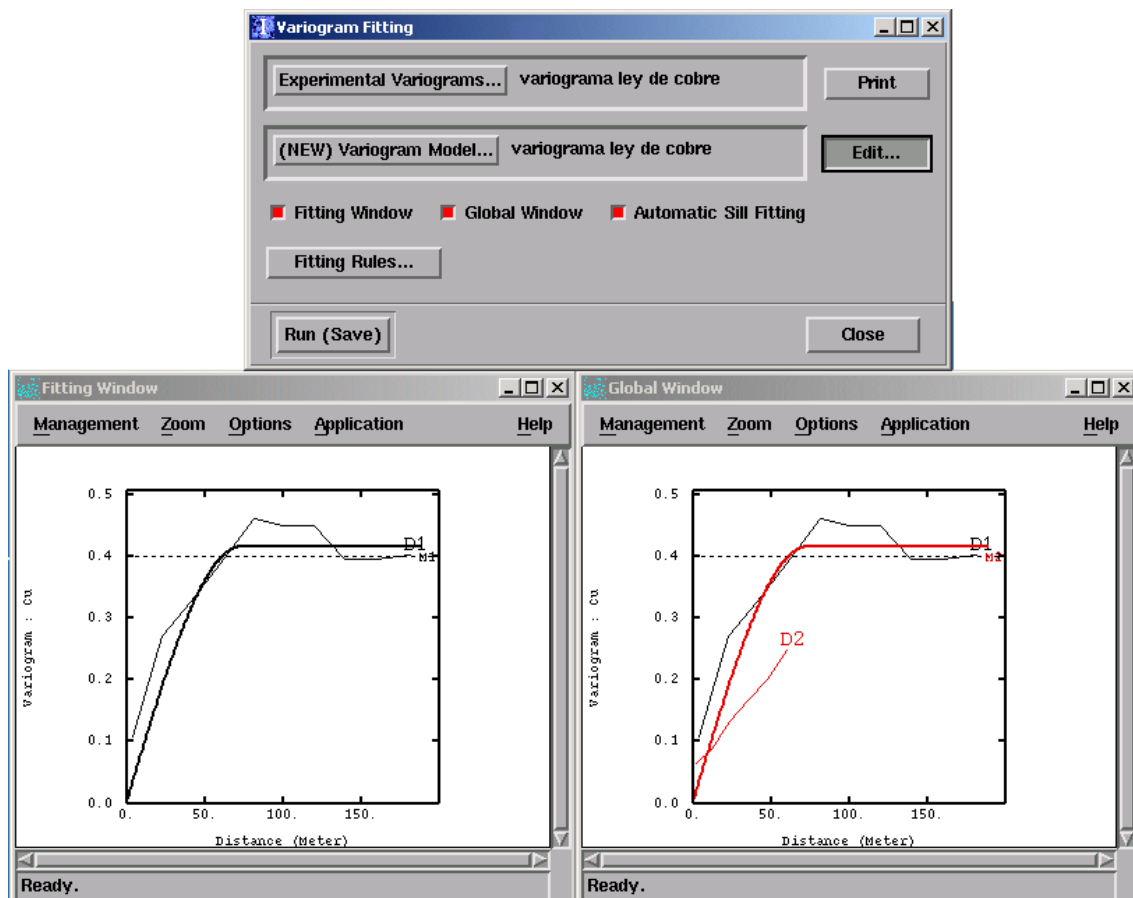 Variogram Fitting
Experimental Variograms... variograma ley de cobre Print
(NEW) Variogram Model... variograma ley de cobre Edit...
Fitting Window Global Window Automatic Sill Fitting
Fitting Rules...
Run (Save) Close
Fitting Window
Management Zoom Options Application Help
0.5
0.4
0.3
0.2
0.1
0.0
Variogram : Cu
D1
M1
0. 50. 100. 150.
Distance (Meter)
Ready.
Global Window
Management Zoom Options Application Help
0.5
0.4
0.3
0.2
0.1
0.0
Variogram : Cu
D1
M1
D2
0. 50. 100. 150.
Distance (Meter)
Ready.